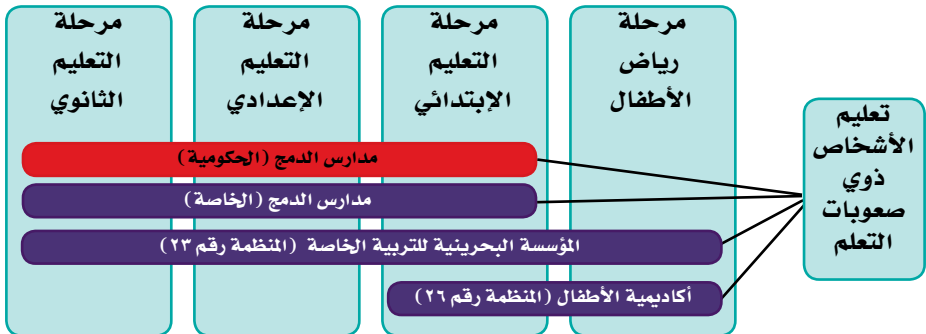 مرحلة
رياض
الأطفال
مرحلة
التعليم
الإبتدائي
مرحلة
التعليم
الإعدادي
مرحلة
التعليم
الثانوي
تعليم
الأشخاص
ذوي
صعوبات
التعلم
مدارس الدمج (الحكومية)
مدارس الدمج (الخاصة)
المؤسسة البحرينية للتربية الخاصة (المنظمة رقم ٢٣)
أكاديمية الأطفال (المنظمة رقم ٢٦)